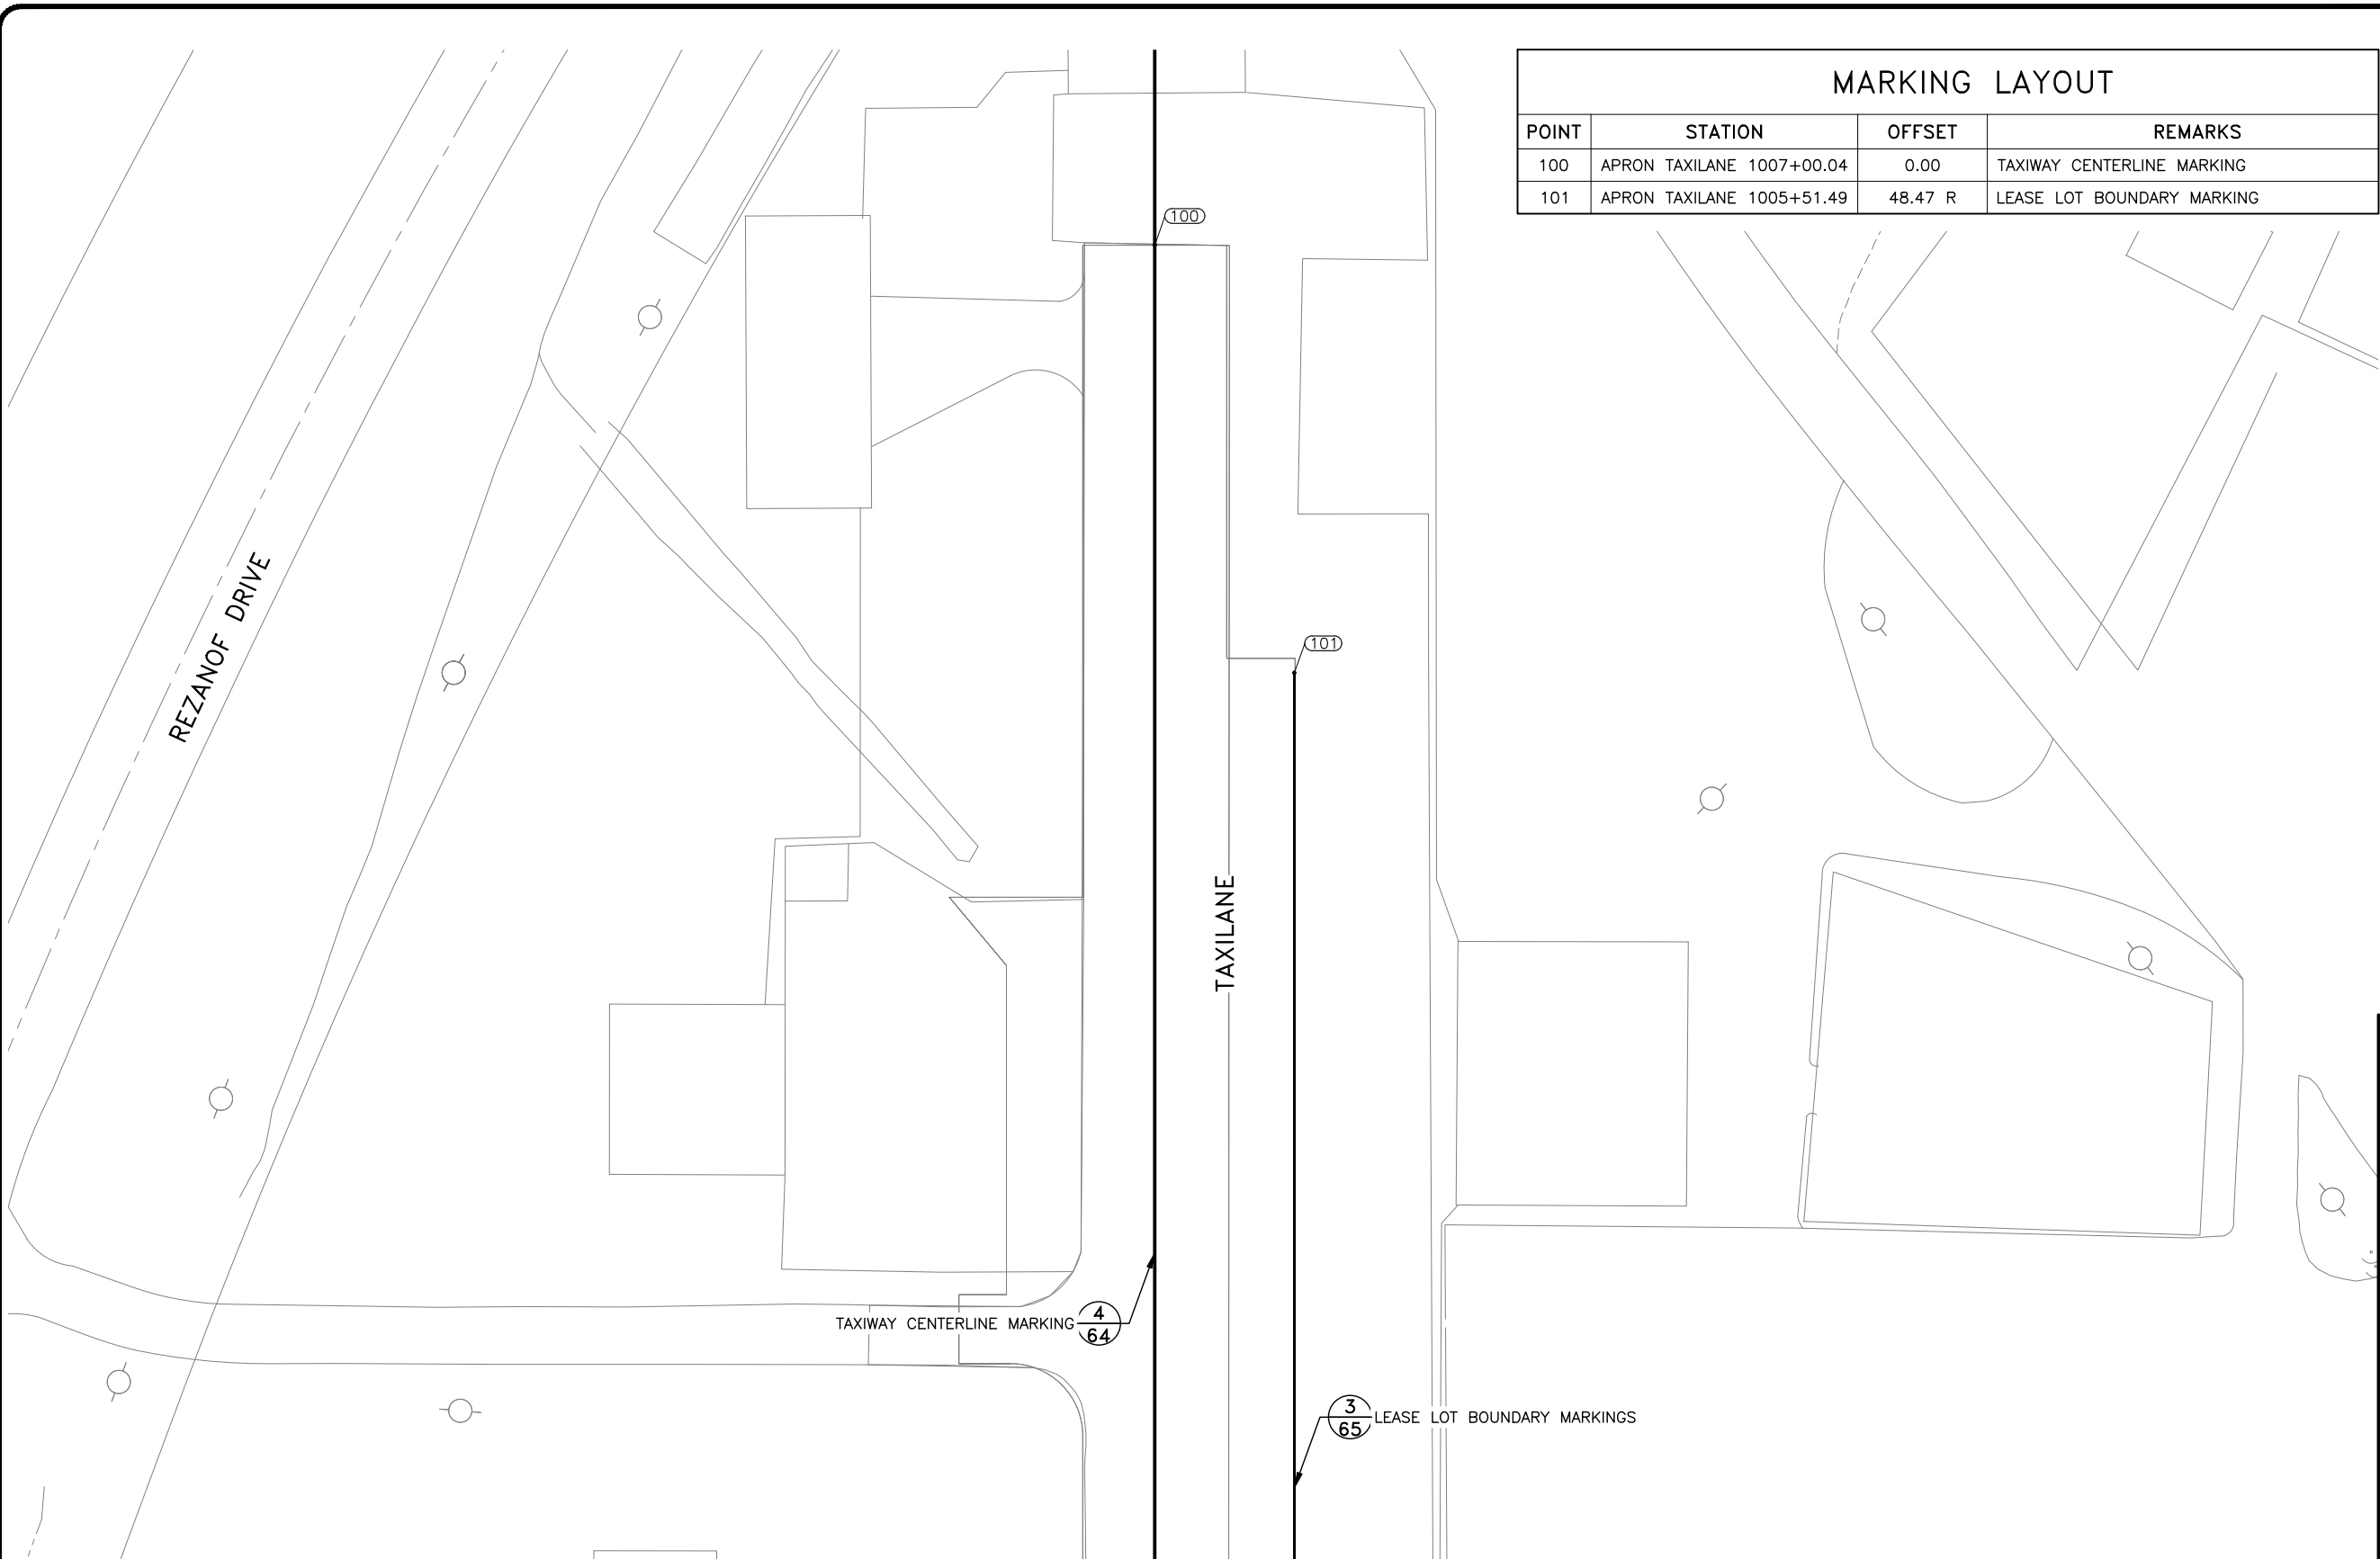 MARKING LAYOUT
POINT STATION OFFSET REMARKS
100 APRON TAXILANE 1007+00.04 0.00 TAXIWAY CENTERLINE MARKING
101 APRON TAXILANE 1005+51.49 48.47 R LEASE LOT BOUNDARY MARKING
100
REZANOF DRIVE
101
TAXILANE
TAXIWAY CENTERLINE MARKING
4
64
3
65
LEASE LOT BOUNDARY MARKINGS